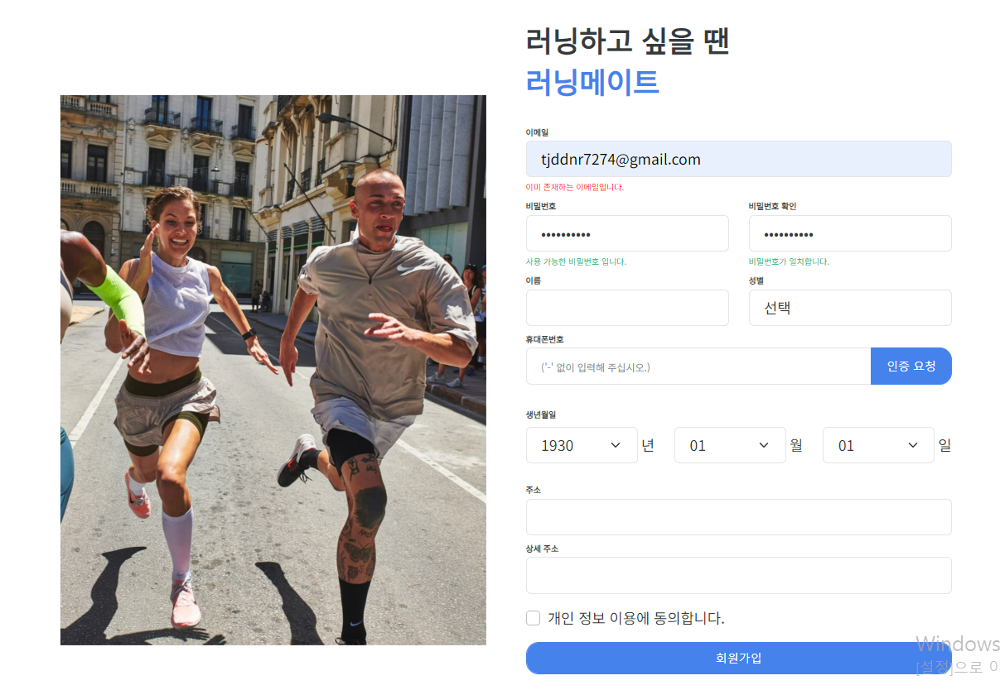 러닝하고 싶을 땐
러닝메이트
이메일
tjddnr7274@gmail.com
이미 존재하는 이메일입니다.
비밀번호 비밀번호 확인
•••••••••• ••••••••••
사용 가능한 비밀번호 입니다. 비밀번호가 일치합니다.
이름 성별
선택
휴대폰번호
('-' 없이 입력해 주십시오.) 인증 요청
생년월일
1930 년 01 월 01 일
주소
상세 주소
개인 정보 이용에 동의합니다.
회원가입
Windows
[설정]으로 이